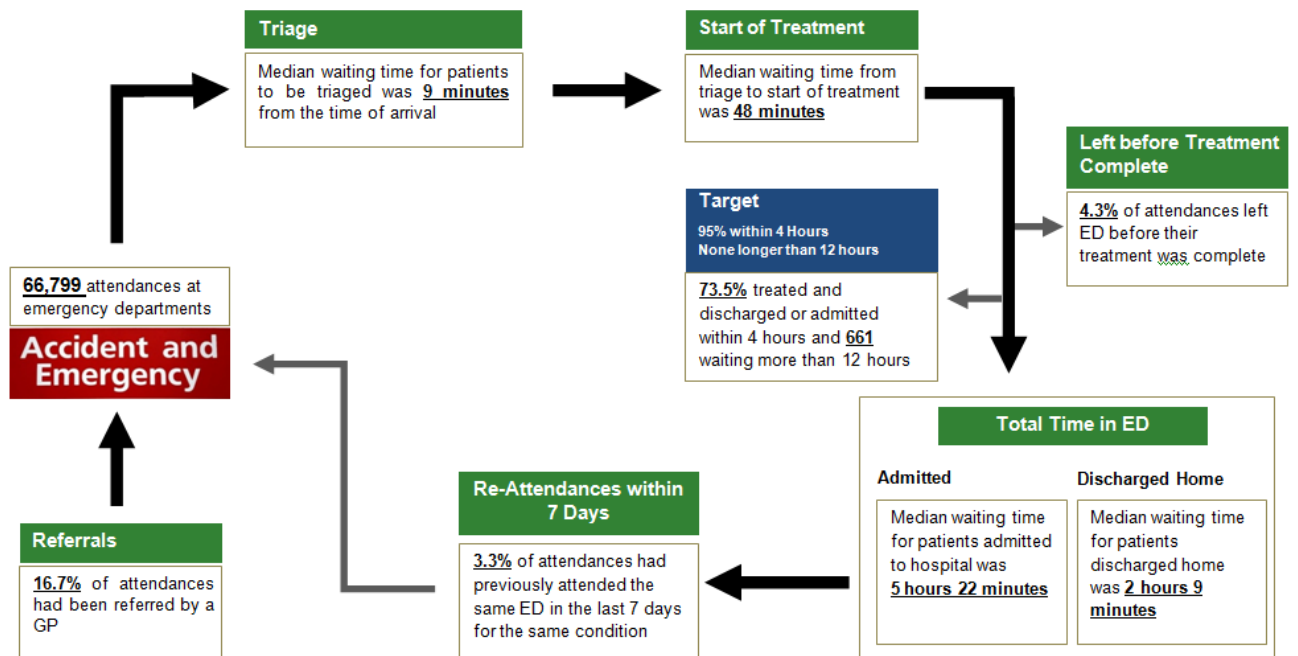 Triage
Median waiting time for patients
to be triaged was 9 minutes
from the time of arrival
Start of Treatment
Median waiting time from
triage to start of treatment
was 48 minutes
Left before Treatment
Complete
4.3% of attendances left
ED before their
treatment was complete
Target
95% within 4 Hours
None longer than 12 hours
73.5% treated and
discharged or admitted
within 4 hours and 661
waiting more than 12 hours
66,799 attendances at
emergency departments
Accident and
Emergency
Referrals
16.7% of attendances
had been referred by a
GP
Re-Attendances within
7 Days
3.3% of attendances had
previously attended the
same ED in the last 7 days
for the same condition
Total Time in ED
Admitted
Median waiting time
for patients admitted
to hospital was
5 hours 22 minutes
Discharged Home
Median waiting time
for patients
discharged home
was 2 hours 9
minutes